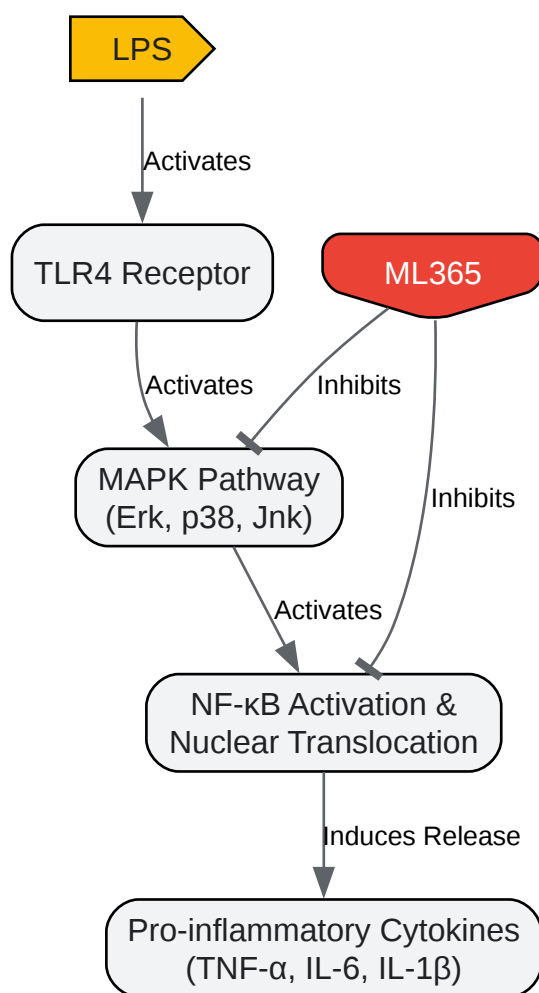 LPS
Activates
TLR4 Receptor
ML365
Activates
Inhibits
MAPK Pathway
(Erk, p38, Jnk)
Inhibits
Activates
NF-κB Activation &
Nuclear Translocation
Induces Release
Pro-inflammatory Cytokines
(TNF-α, IL-6, IL-1β)